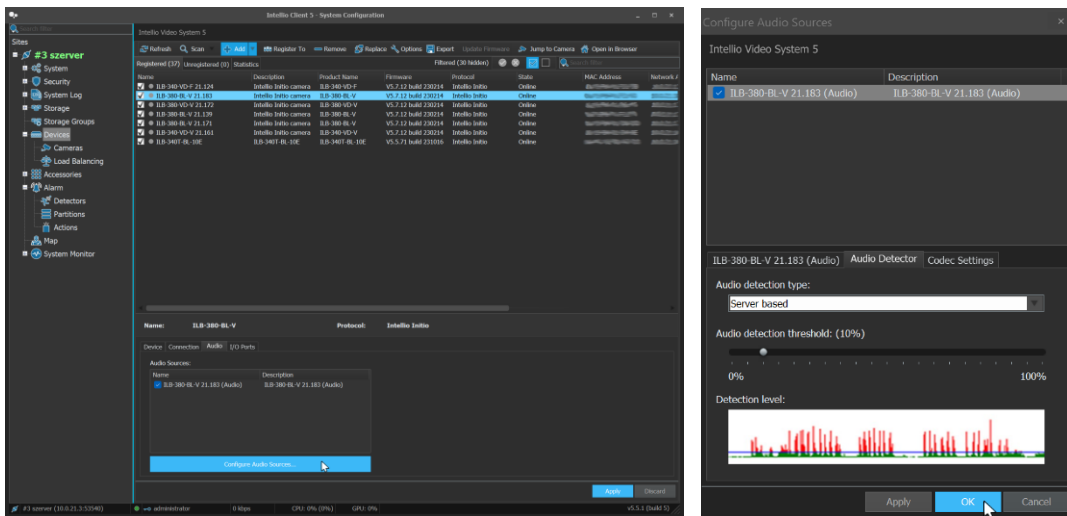 Intellio Client 5 - System Configuration
Search filter
Sites
#3 szerver
System
Security
System Log
Storage
Storage Groups
Devices
Cameras
Load Balancing
Accessories
Alarm
Detectors
Partitions
Actions
Map
System Monitor
Intellio Video System 5
Refresh Scan Add Register To Remove Replace Options Export Update Firmware Jump to Camera Open in Browser
Registered (37) Unregistered (0) Statistics Filtered (30 hidden) Search filter
Name Description Product Name Firmware Protocol State MAC Address Network A
ILB-340-VD-F 21.124 Intellio Initio camera ILB-340-VD-F V5.7.12 build 230214 Intellio Initio Online
ILB-380-BL-V 21.183 Intellio Initio camera ILB-380-BL-V V5.7.12 build 230214 Intellio Initio Online
ILB-380-VD-V 21.172 Intellio Initio camera ILB-380-VD-V V5.7.12 build 230214 Intellio Initio Online
ILB-380-BL-V 21.139 Intellio Initio camera ILB-380-BL-V V5.7.12 build 230214 Intellio Initio Online
ILB-380-BL-V 21.171 Intellio Initio camera ILB-380-BL-V V5.7.12 build 230214 Intellio Initio Online
ILB-340-VD-V 21.161 Intellio Initio camera ILB-340-VD-V V5.7.12 build 230214 Intellio Initio Online
ILB-340T-BL-10E Intellio Initio camera ILB-340T-BL-10E V5.5.71 build 231016 Intellio Initio Online
Name: ILB-380-BL-V Protocol: Intellio Initio
Device Connection Audio I/O Ports
Audio Sources:
Name Description
ILB-380-BL-V 21.183 (Audio) ILB-380-BL-V 21.183 (Audio)
Configure Audio Sources...
Apply Discard
#3 szerver (10.0.21.3:53540) administrator 0 kbps CPU: 0% (0%) GPU: 0% v5.5.1 (build 5)
Configure Audio Sources
Intellio Video System 5
Name Description
ILB-380-BL-V 21.183 (Audio) ILB-380-BL-V 21.183 (Audio)
ILB-380-BL-V 21.183 (Audio) Audio Detector Codec Settings
Audio detection type:
Server based
Audio detection threshold: (10%)
0% 100%
Detection level:
Apply OK Cancel